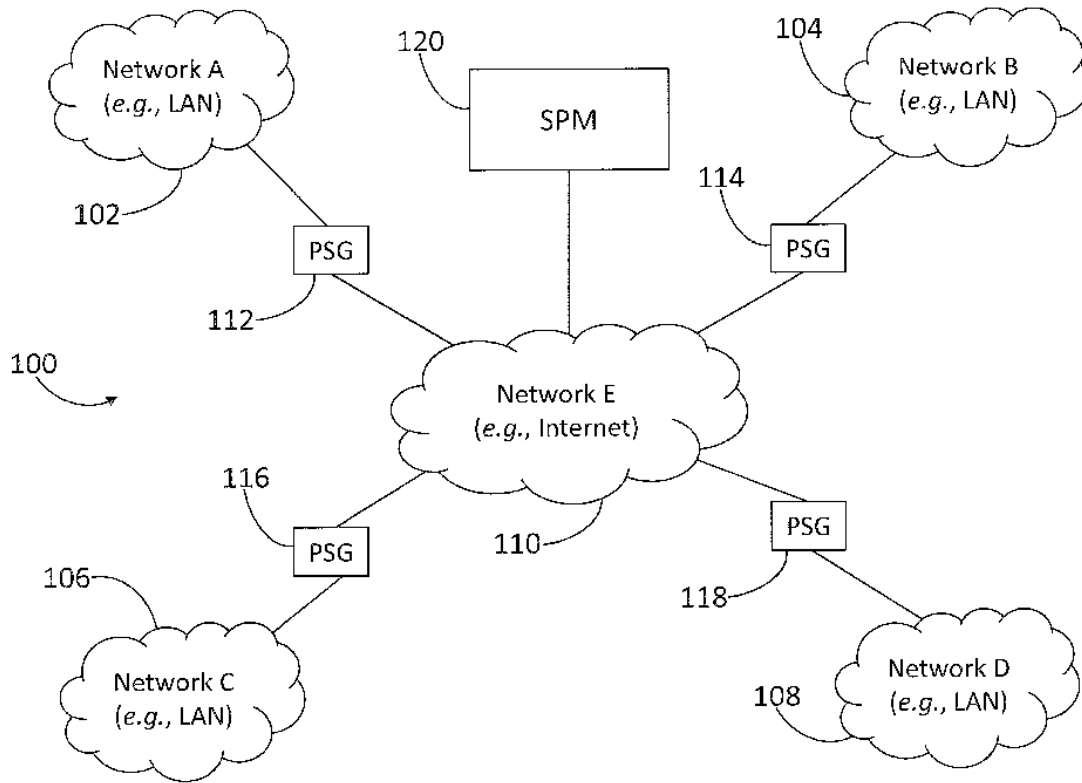 120
104
Network A
(e.g., LAN)
SPM
Network B
(e.g., LAN)
102
114
PSG
PSG
112
100
Network E
(e.g., Internet)
116
PSG
110
PSG
106
118
Network C
(e.g., LAN)
Network D
(e.g., LAN)
108